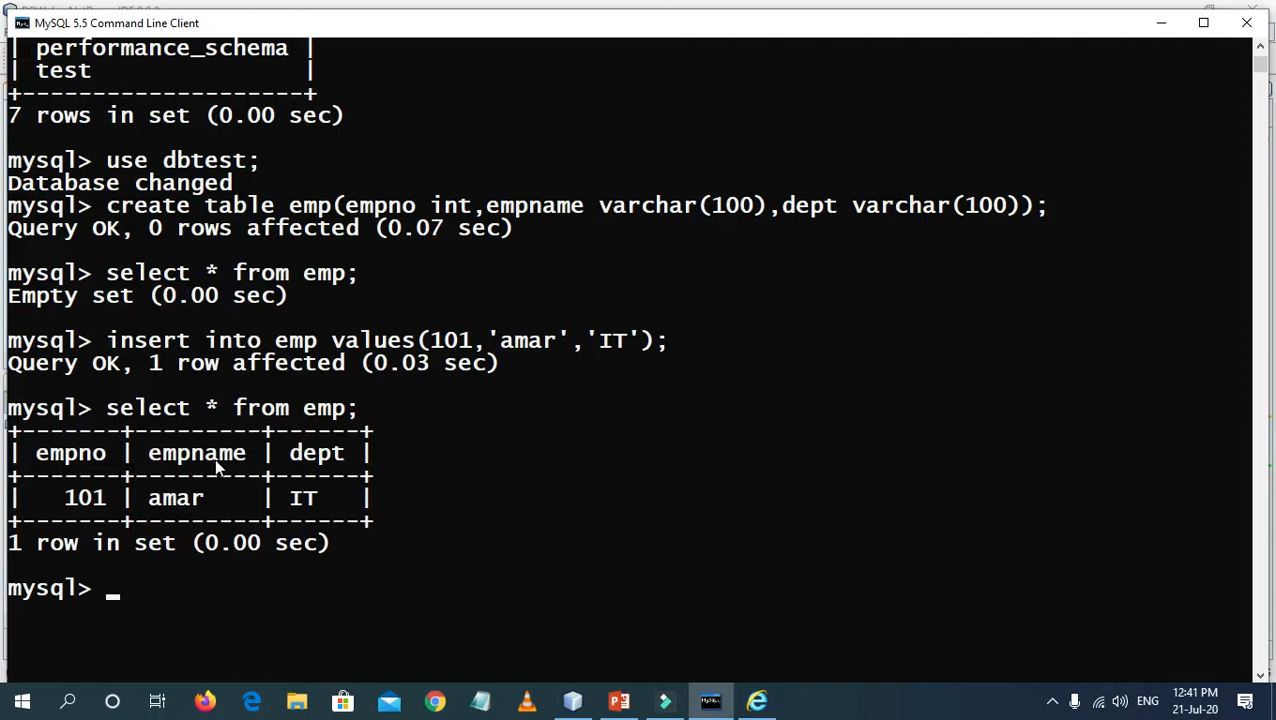 MySQL 5.5 Command Line Client
| performance_schema |
| test               |
+--------------------+
7 rows in set (0.00 sec)
mysql> use dbtest;
Database changed
mysql> create table emp(empno int,empname varchar(100),dept varchar(100));
Query OK, 0 rows affected (0.07 sec)
mysql> select * from emp;
Empty set (0.00 sec)
mysql> insert into emp values(101,'amar','IT');
Query OK, 1 row affected (0.03 sec)
mysql> select * from emp;
+-------+---------+------+
| empno | empname | dept |
+-------+---------+------+
|   101 | amar    | IT   |
+-------+---------+------+
1 row in set (0.00 sec)
mysql> _
ENG
12:41 PM
21-Jul-20